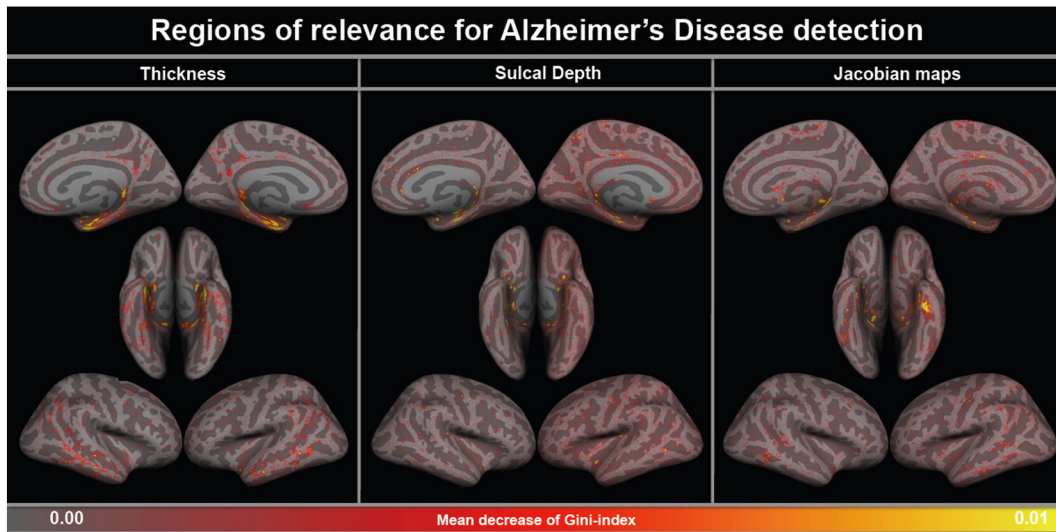 Regions of relevance for Alzheimer's Disease detection
Thickness
Sulcal Depth
Jacobian maps
0.00
Mean decrease of Gini-index
0.01